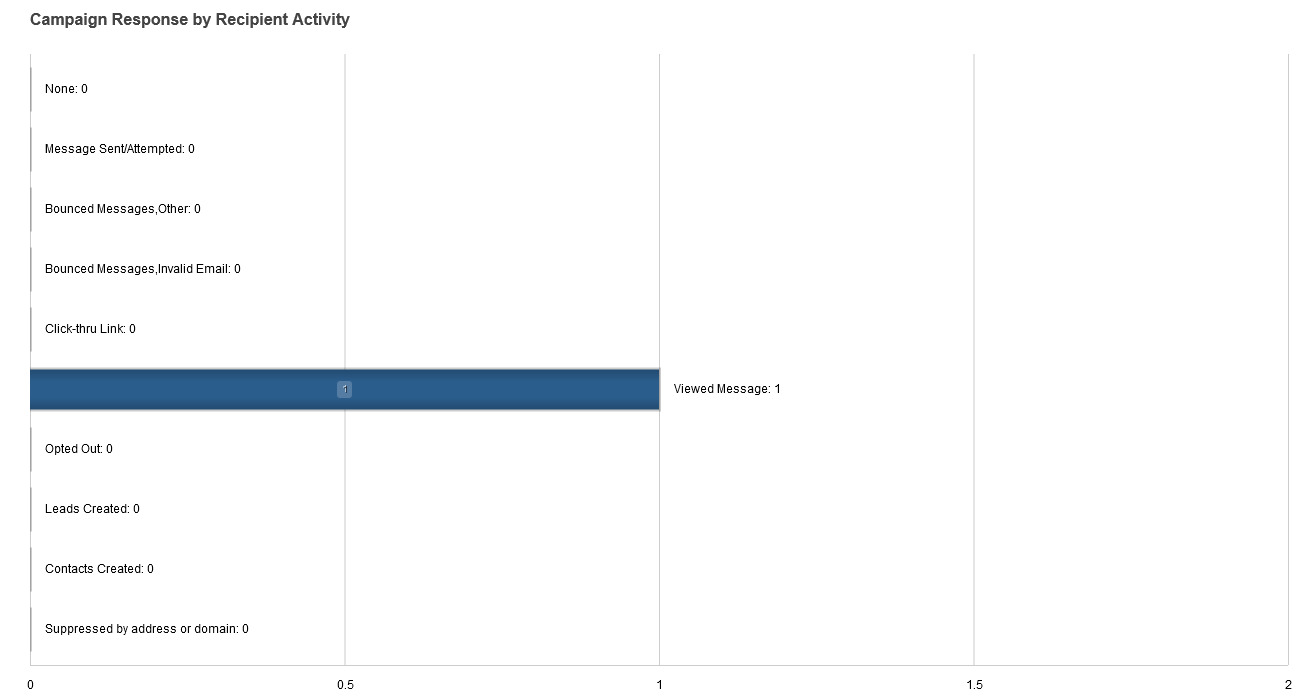 Campaign Response by Recipient Activity
None: 0
Message Sent/Attempted: 0
Bounced Messages,Other: 0
Bounced Messages,Invalid Email: 0
Click-thru Link: 0
1
Viewed Message: 1
Opted Out: 0
Leads Created: 0
Contacts Created: 0
Suppressed by address or domain: 0
0 0.5 1 1.5 2